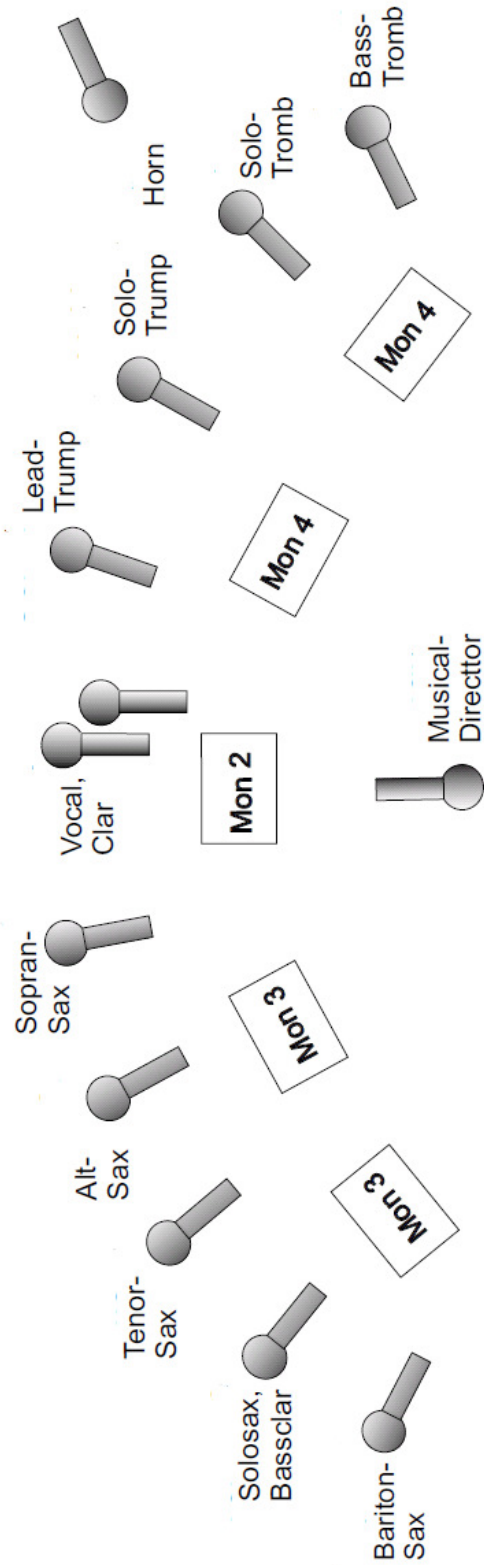 Bariton-
Sax
Solosax,
Bassclar
Tenor-
Sax
Alt-
Sax
Sopran-
Sax
Vocal,
Clar
Lead-
Trump
Solo-
Trump
Horn
Solo-
Tromb
Bass-
Tromb
Mon 3
Mon 3
Mon 2
Mon 4
Mon 4
Musical-
Directtor